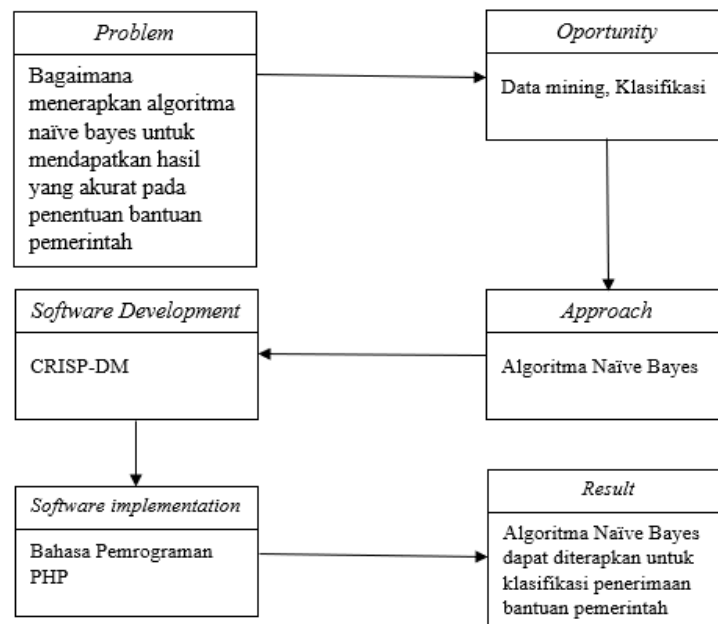 Problem
Bagaimana
menerapkan algoritma
naïve bayes untuk
mendapatkan hasil
yang akurat pada
penentuan bantuan
pemerintah
Oportunity
Data mining, Klasifikasi
Approach
Algoritma Naïve Bayes
Software Development
CRISP-DM
Software implementation
Bahasa Pemrograman
PHP
Result
Algoritma Naïve Bayes
dapat diterapkan untuk
klasifikasi penerimaan
bantuan pemerintah